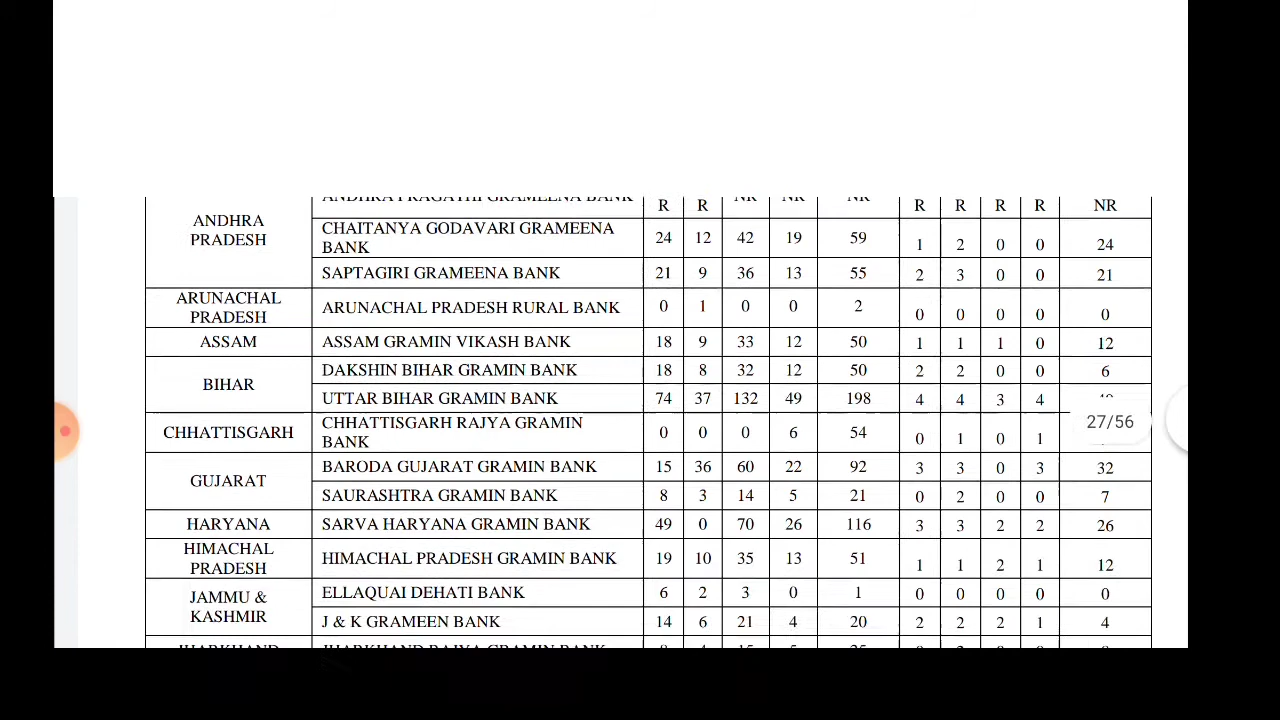 ANDHRA PRAGATHI GRAMEENA BANK R R NR NR NR R R R R NR
ANDHRA PRADESH
CHAITANYA GODAVARI GRAMEENA BANK 24 12 42 19 59 1 2 0 0 24
SAPTAGIRI GRAMEENA BANK 21 9 36 13 55 2 3 0 0 21
ARUNACHAL PRADESH ARUNACHAL PRADESH RURAL BANK 0 1 0 0 2 0 0 0 0 0
ASSAM ASSAM GRAMIN VIKASH BANK 18 9 33 12 50 1 1 1 0 12
BIHAR DAKSHIN BIHAR GRAMIN BANK 18 8 32 12 50 2 2 0 0 6
UTTAR BIHAR GRAMIN BANK 74 37 132 49 198 4 4 3 4
27/56
CHHATTISGARH CHHATTISGARH RAJYA GRAMIN BANK 0 0 0 6 54 0 1 0 1
GUJARAT BARODA GUJARAT GRAMIN BANK 15 36 60 22 92 3 3 0 3 32
SAURASHTRA GRAMIN BANK 8 3 14 5 21 0 2 0 0 7
HARYANA SARVA HARYANA GRAMIN BANK 49 0 70 26 116 3 3 2 2 26
HIMACHAL PRADESH HIMACHAL PRADESH GRAMIN BANK 19 10 35 13 51 1 1 2 1 12
JAMMU & KASHMIR ELLAQUAI DEHATI BANK 6 2 3 0 1 0 0 0 0 0
J & K GRAMEEN BANK 14 6 21 4 20 2 2 2 1 4
JHARKHAND JHARKHAND RAJYA GRAMIN BANK